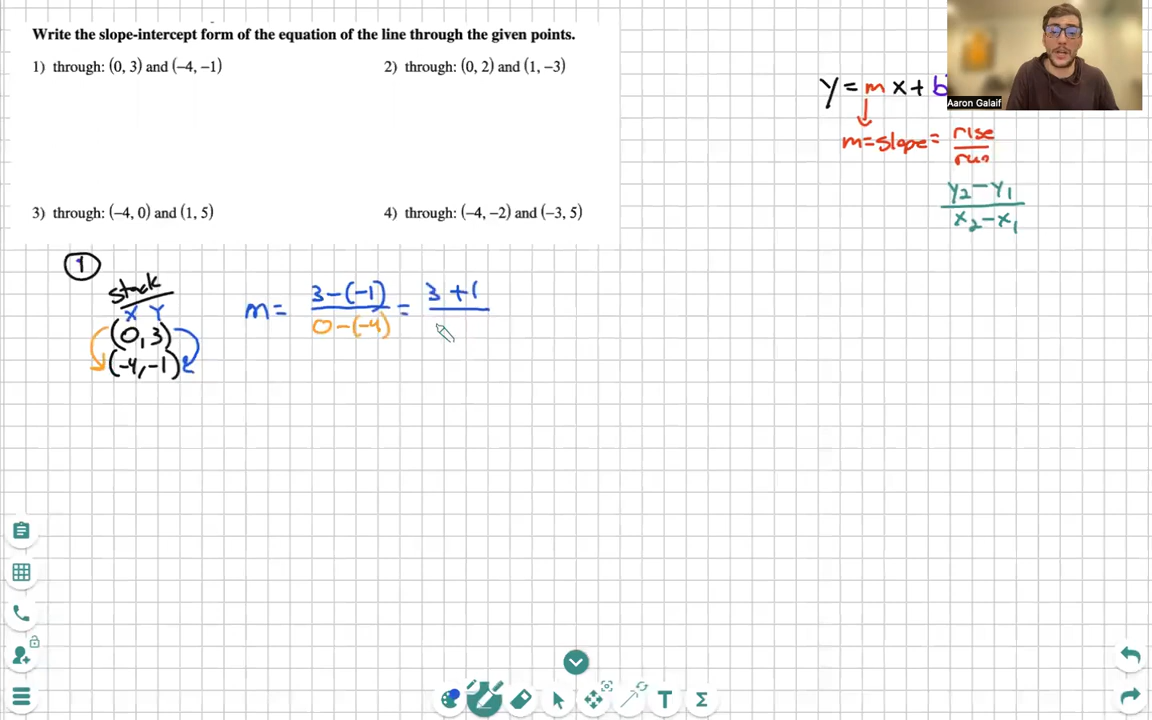 Write the slope-intercept form of the equation of the line through the given points.
1) through: (0, 3) and (−4, −1)
2) through: (0, 2) and (1, −3)
3) through: (−4, 0) and (1, 5)
4) through: (−4, −2) and (−3, 5)
y = mx + b
Aaron Galaif
m = slope = rise/run
y₂ − y₁
x₂ − x₁
1
stack
X Y
(0, 3)
(−4, −1)
m = 3 − (−1) / 0 − (−4) = 3 + 1
T Σ